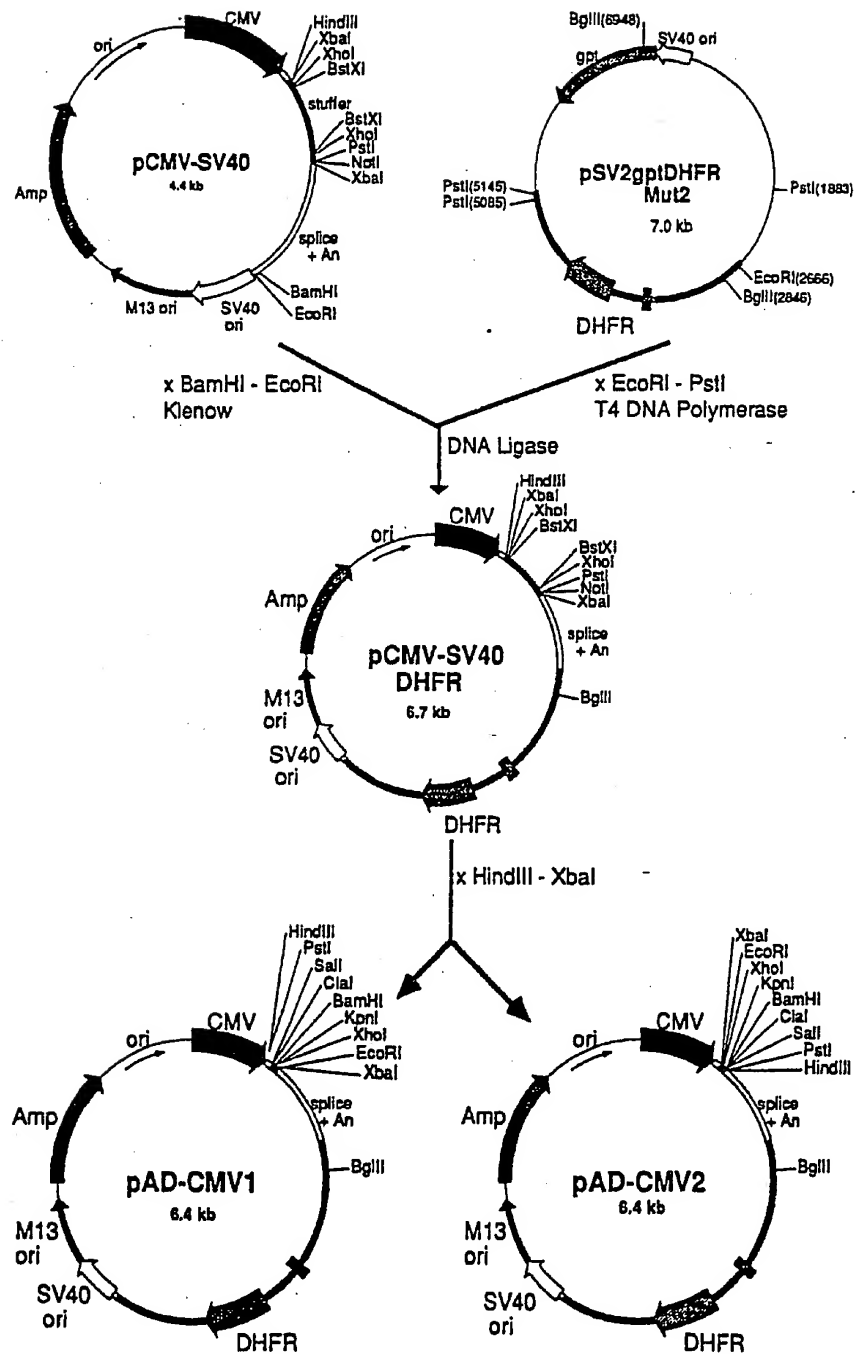 CMV
HindIII
XbaI
XhoI
BstXI
ori
stuffer
BstXI
XhoI
PstI
NotI
XbaI
pCMV-SV40
4.4 kb
Amp
splice
+ An
BamHI
EcoRI
SV40
ori
M13 ori
BglII(6948)
SV40 ori
gpt
PstI(5145)
PstI(5085)
pSV2gptDHFR
Mut2
7.0 kb
PstI(1883)
EcoRI(2666)
BglII(2846)
DHFR
x BamHI - EcoRI
Klenow
x EcoRI - PstI
T4 DNA Polymerase
DNA Ligase
CMV
HindIII
XbaI
XhoI
BstXI
ori
BstXI
XhoI
PstI
NotI
XbaI
Amp
splice
+ An
pCMV-SV40
DHFR
6.7 kb
BglII
M13
ori
SV40
ori
DHFR
x HindIII - XbaI
HindIII
PstI
SalI
ClaI
BamHI
KpnI
XhoI
EcoRI
XbaI
CMV
ori
Amp
splice
+ An
pAD-CMV1
6.4 kb
BglII
M13
ori
SV40
ori
DHFR
XbaI
EcoRI
XhoI
KpnI
BamHI
ClaI
SalI
PstI
HindIII
CMV
ori
Amp
splice
+ An
pAD-CMV2
6.4 kb
BglII
M13
ori
SV40
ori
DHFR